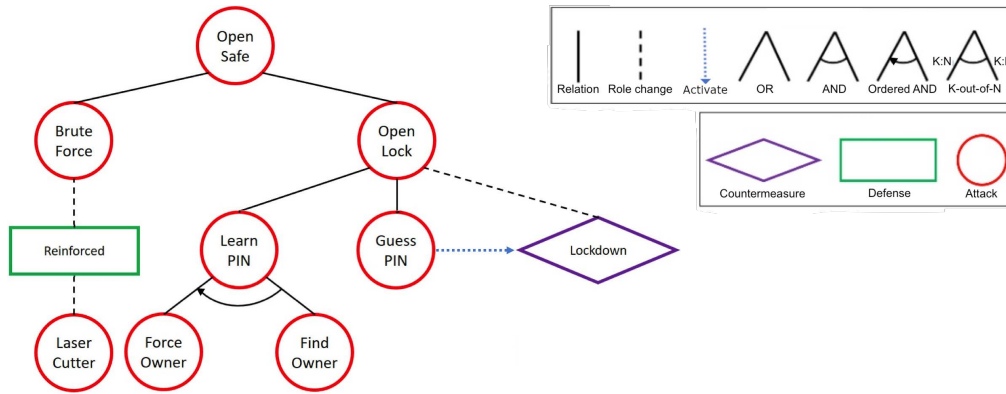 Open
Safe
Brute
Force
Open
Lock
Reinforced
Learn
PIN
Guess
PIN
Lockdown
Laser
Cutter
Force
Owner
Find
Owner
K:N
Relation
Role change
Activate
OR
AND
Ordered AND
K-out-of-N
Countermeasure
Defense
Attack